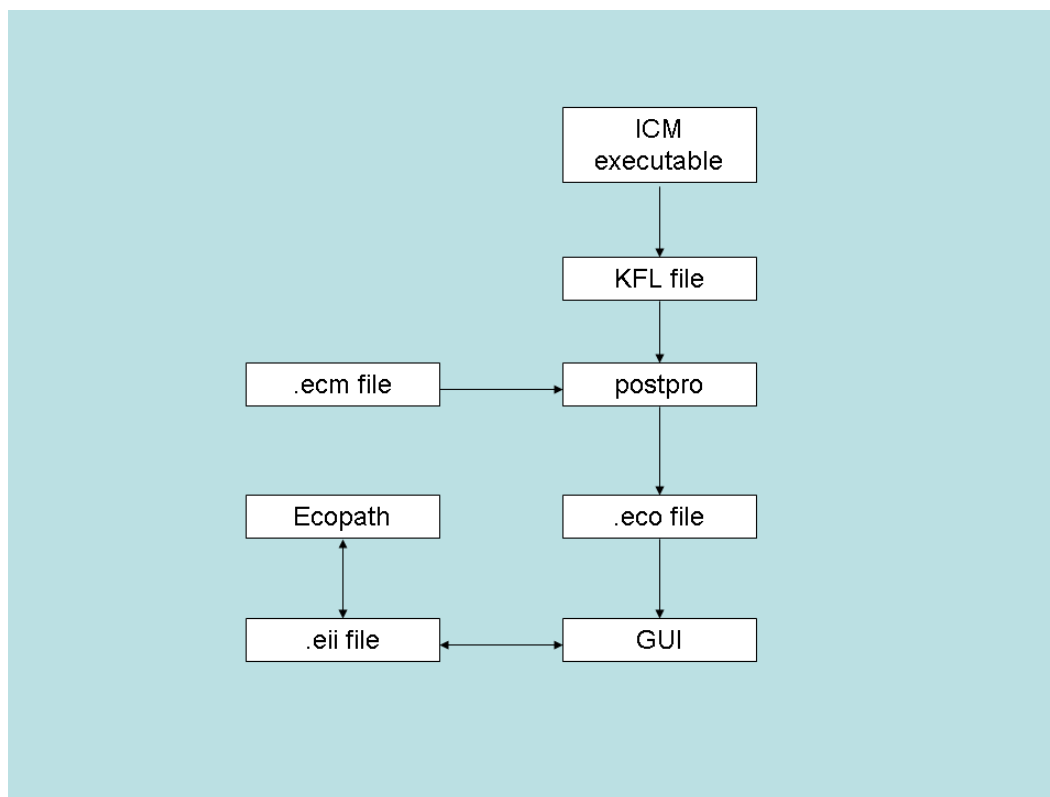 ICM
executable
KFL file
.ecm file
postpro
Ecopath
.eco file
.eii file
GUI